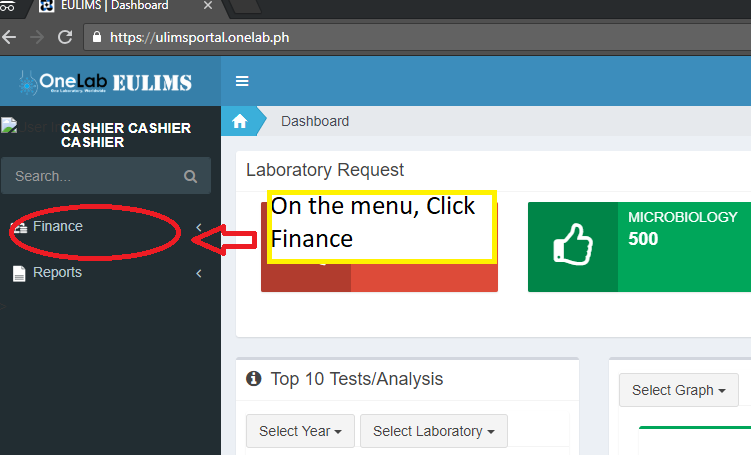 EULIMS | Dashboard
https://ulimsportal.onelab.ph
OneLab EULIMS
CASHIER CASHIER
CASHIER
Dashboard
Search...
Laboratory Request
Finance
On the menu, Click
Finance
MICROBIOLOGY
500
Reports
Top 10 Tests/Analysis
Select Graph
Select Year
Select Laboratory